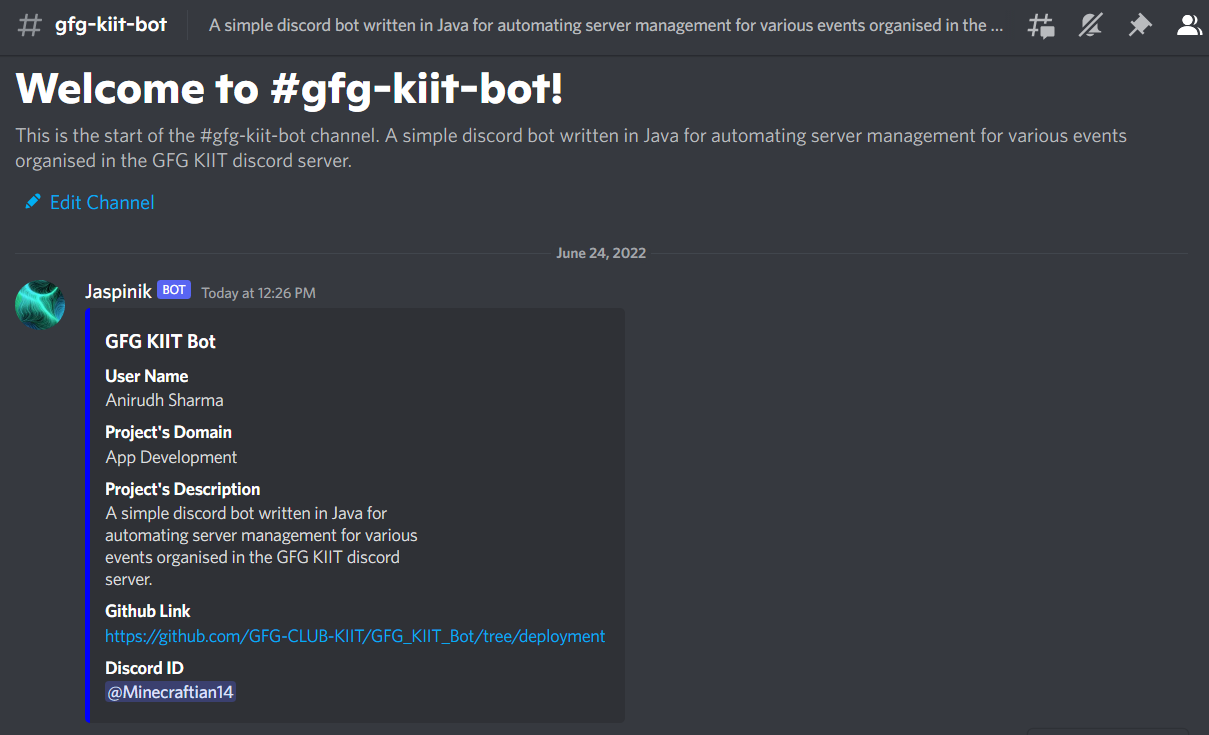 gfg-kiit-bot A simple discord bot written in Java for automating server management for various events organised in the ...
Welcome to #gfg-kiit-bot!
This is the start of the #gfg-kiit-bot channel. A simple discord bot written in Java for automating server management for various events
organised in the GFG KIIT discord server.
Edit Channel
June 24, 2022
Jaspinik BOT Today at 12:26 PM
GFG KIIT Bot
User Name
Anirudh Sharma
Project's Domain
App Development
Project's Description
A simple discord bot written in Java for
automating server management for various
events organised in the GFG KIIT discord
server.
Github Link
https://github.com/GFG-CLUB-KIIT/GFG_KIIT_Bot/tree/deployment
Discord ID
@Minecraftian14